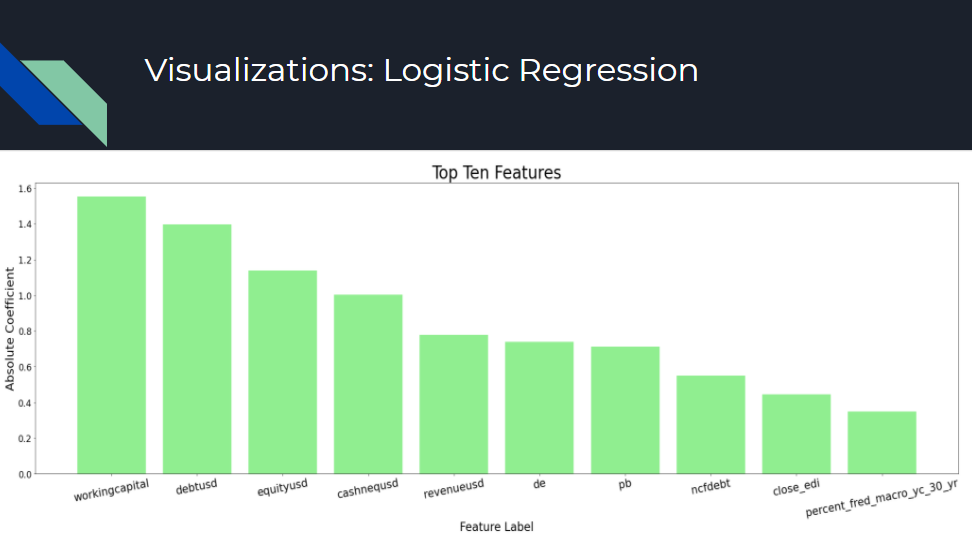 Visualizations: Logistic Regression
Top Ten Features
Absolute Coefficient
1.6
1.4
1.2
1.0
0.8
0.6
0.4
0.2
0.0
workingcapital
debtusd
equityusd
cashnequsd
revenueusd
de
pb
ncfdebt
close_edi
percent_fred_macro_yc_30_yr
Feature Label